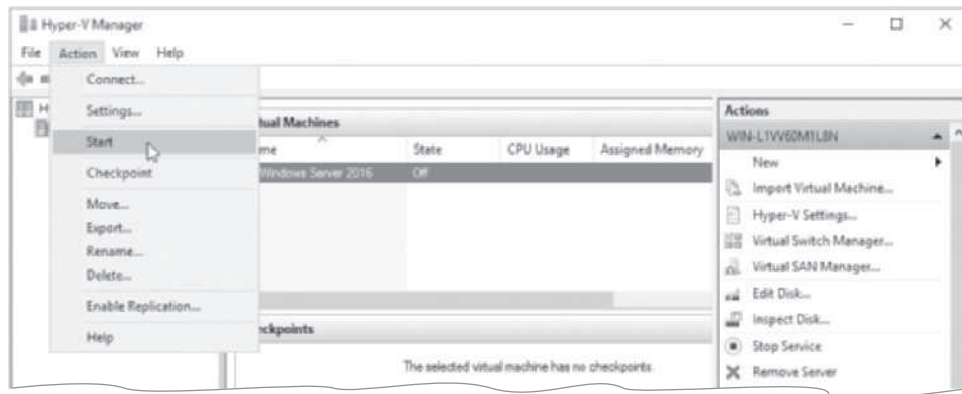 Hyper-V Manager
File Action View Help
Connect...
Settings...
Start
Checkpoint
Move...
Export...
Rename...
Delete...
Enable Replication...
Help
H
tual Machines
me State CPU Usage Assigned Memory
Windows Server 2016 Off
ckpoints
The selected virtual machine has no checkpoints.
Actions
WIN-L1VV60M1L8N
New
Import Virtual Machine...
Hyper-V Settings...
Virtual Switch Manager...
Virtual SAN Manager...
Edit Disk...
Inspect Disk...
Stop Service
Remove Server